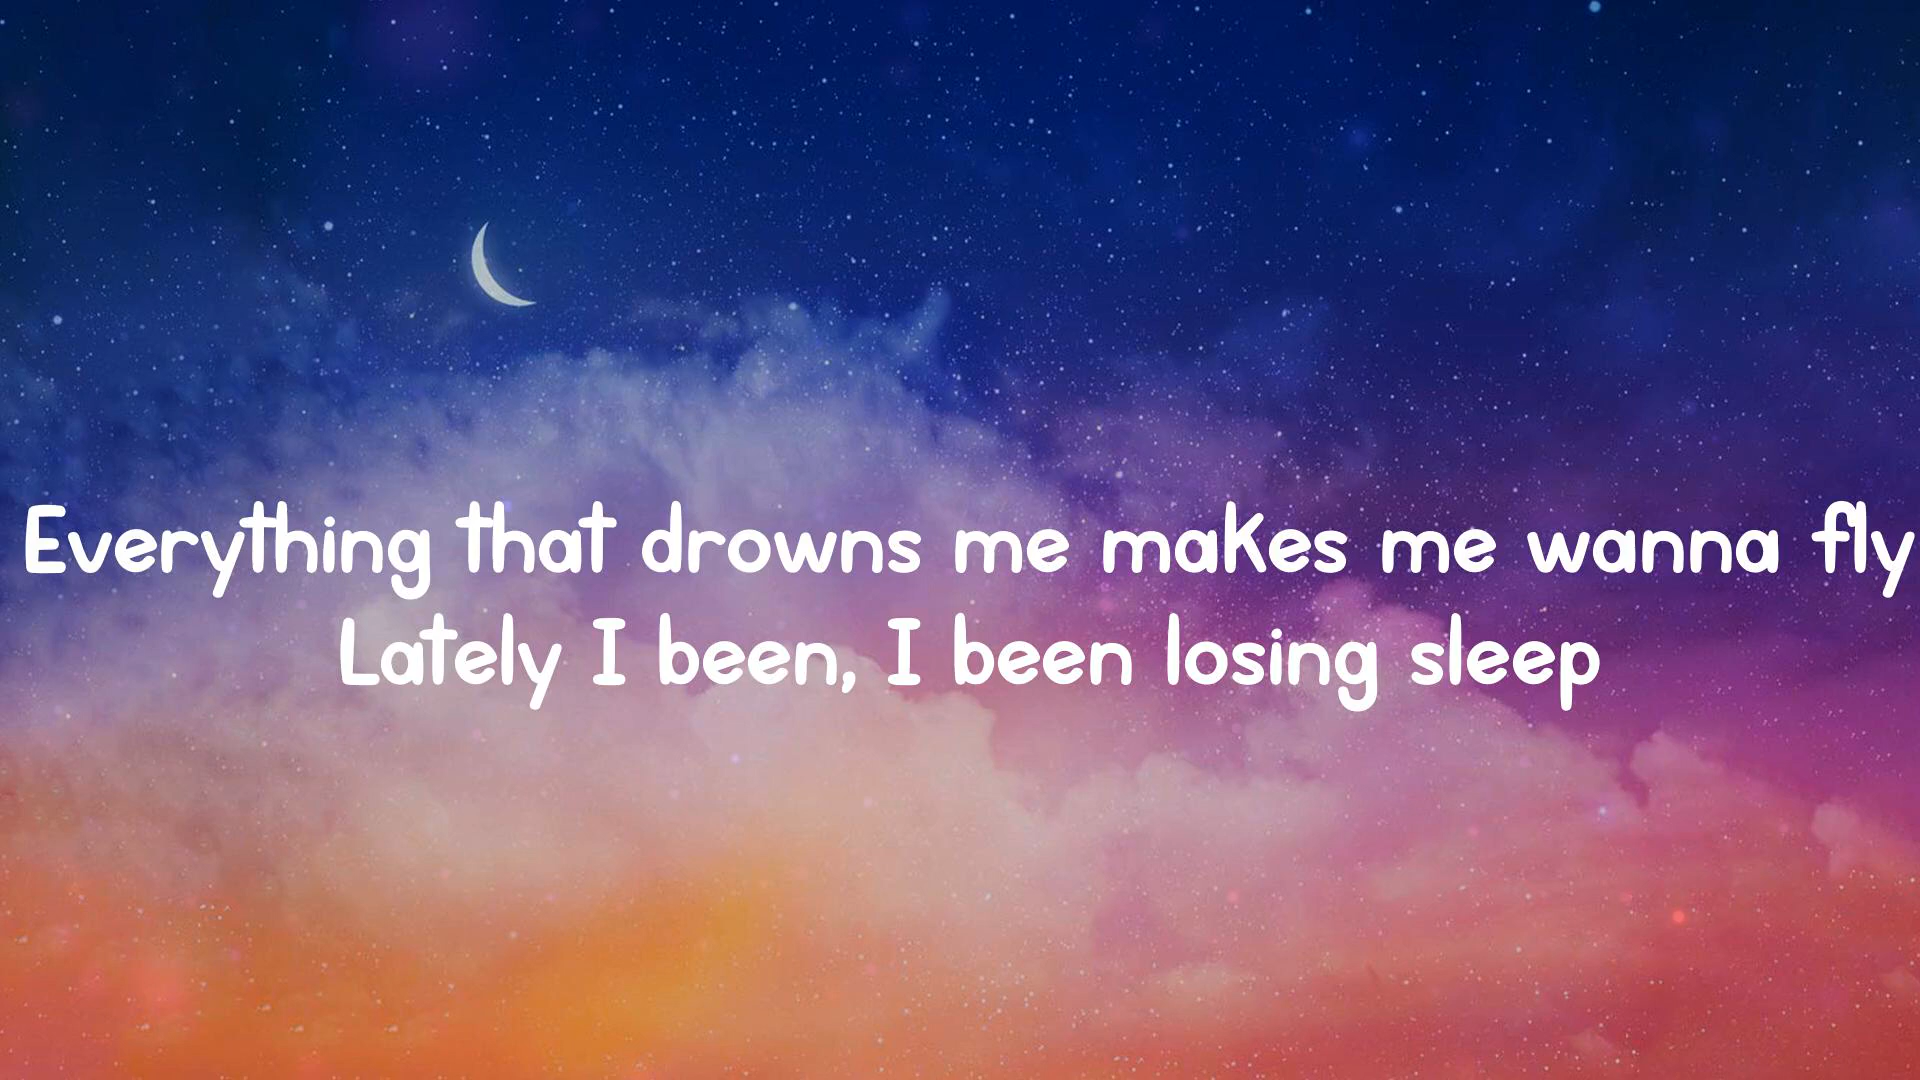 Everything that drowns me makes me wanna fly
Lately I been, I been losing sleep